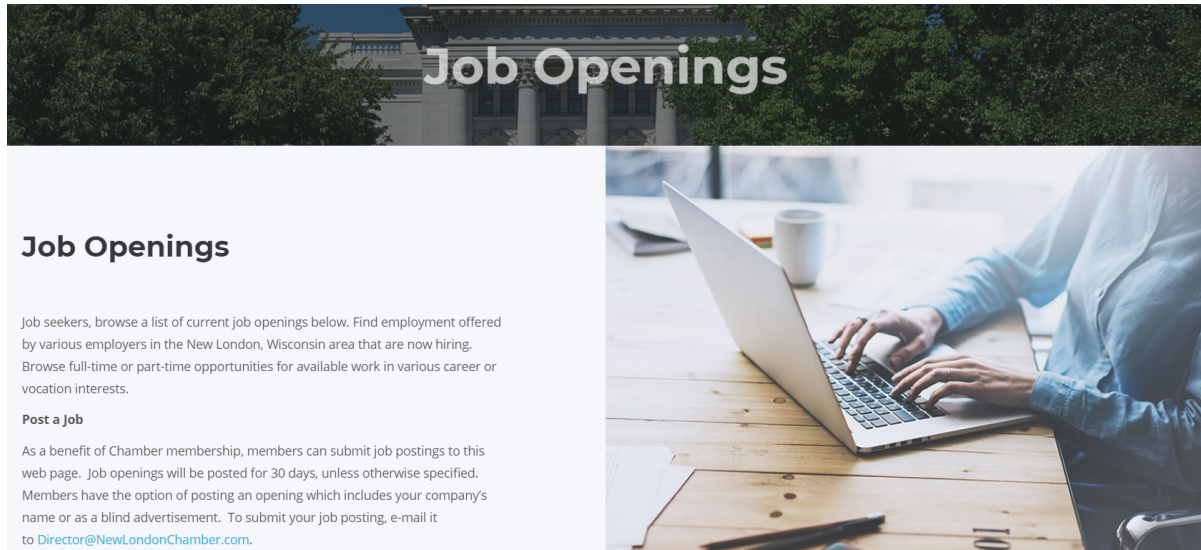 Job Openings
Job Openings
Job seekers, browse a list of current job openings below. Find employment offered
by various employers in the New London, Wisconsin area that are now hiring.
Browse full-time or part-time opportunities for available work in various career or
vocation interests.
Post a Job
As a benefit of Chamber membership, members can submit job postings to this
web page.  Job openings will be posted for 30 days, unless otherwise specified.
Members have the option of posting an opening which includes your company's
name or as a blind advertisement.  To submit your job posting, e-mail it
to Director@NewLondonChamber.com.